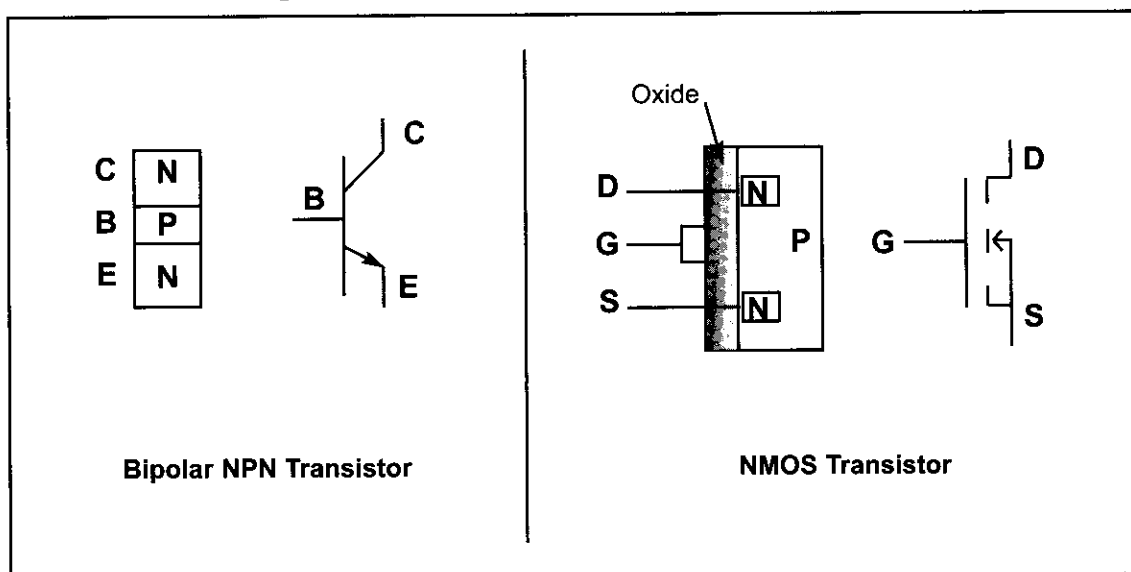 C N
B P
E N
B
C
E
Bipolar NPN Transistor
Oxide
D N
G P
S N
G
D
S
NMOS Transistor